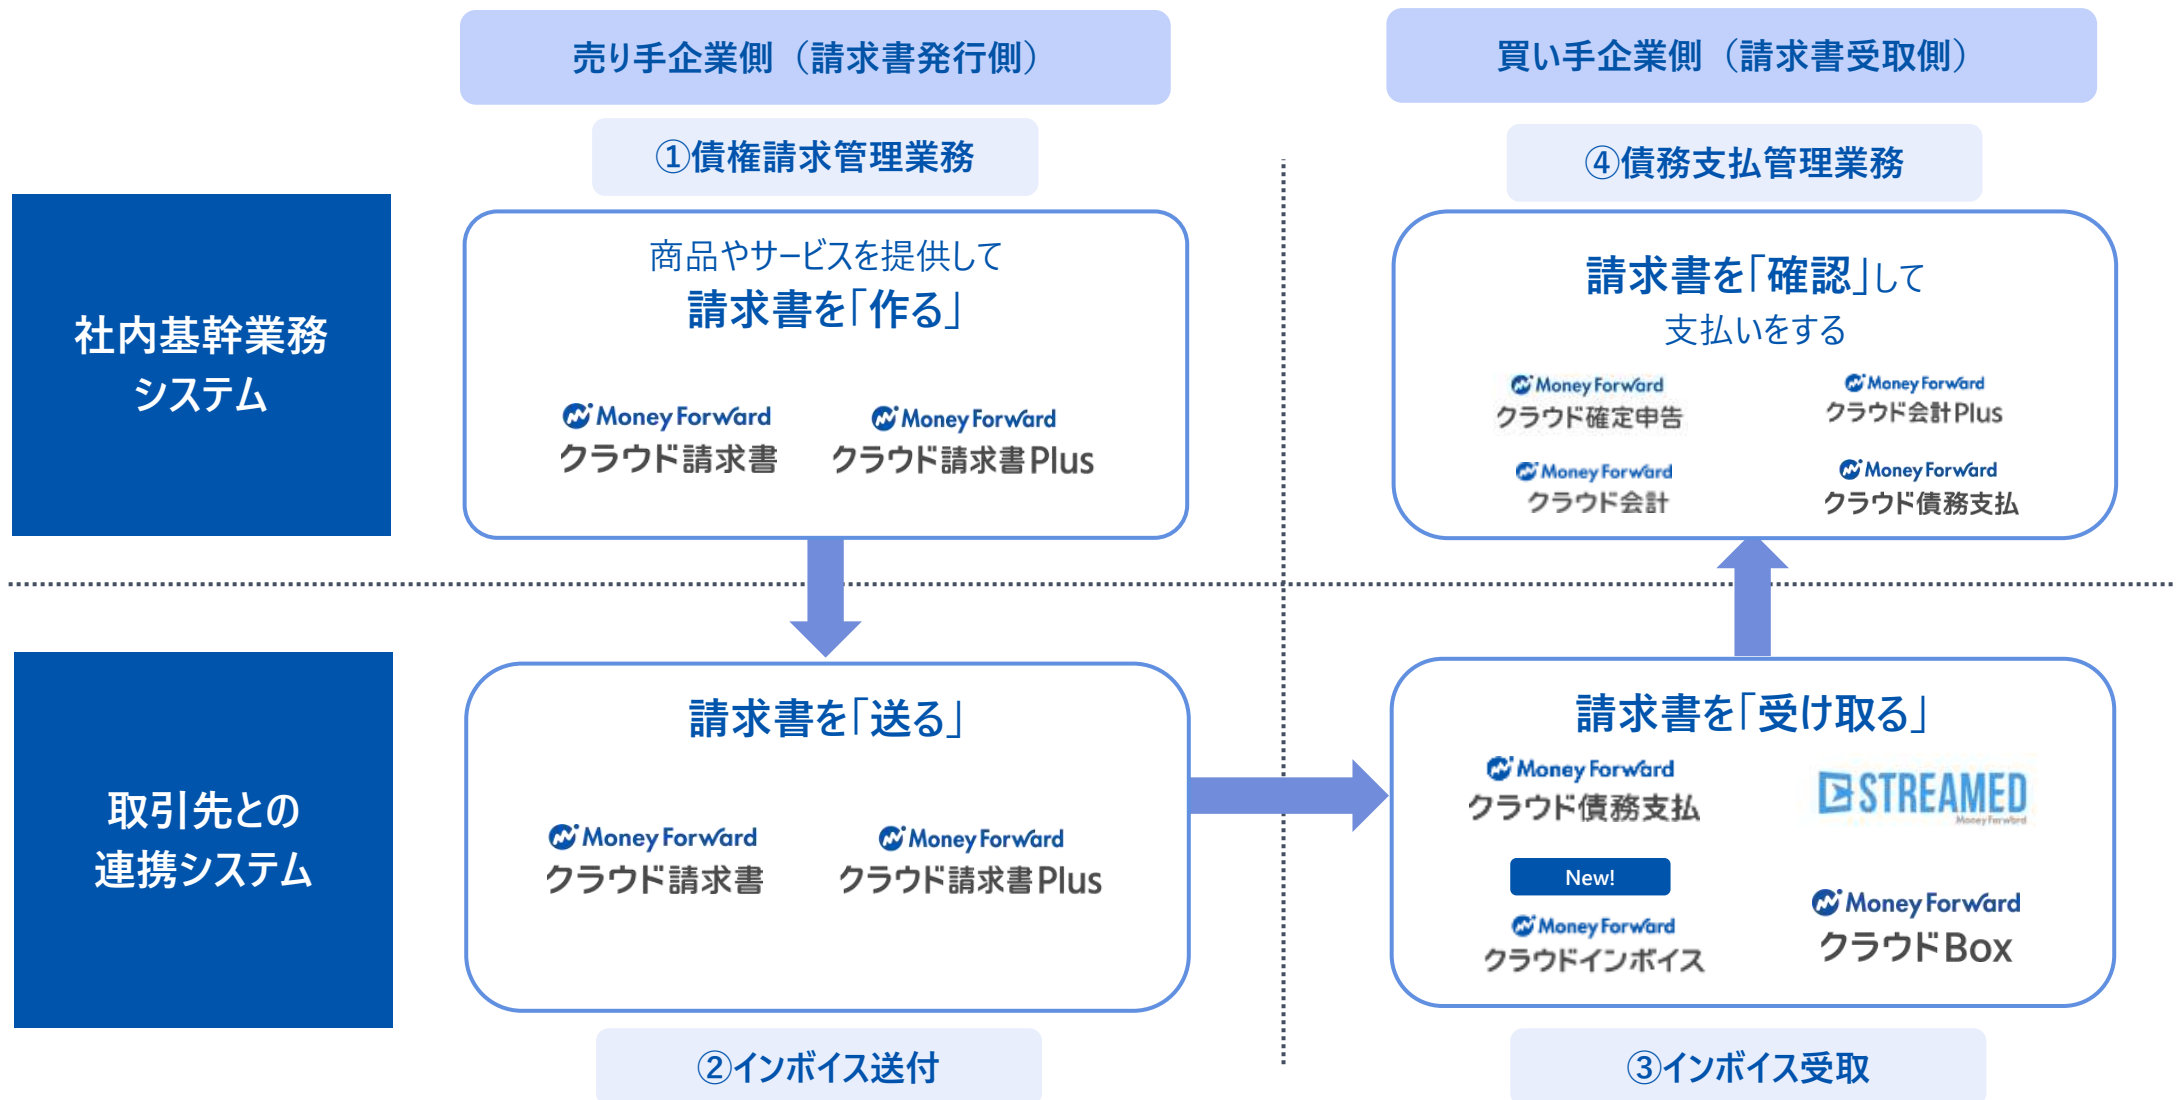 売り手企業側（請求書発行側）
買い手企業側（請求書受取側）
①債権請求管理業務
④債務支払管理業務
社内基幹業務
システム
商品やサービスを提供して
請求書を「作る」
Money Forward
クラウド請求書
Money Forward
クラウド請求書Plus
請求書を「確認」して
支払いをする
Money Forward
クラウド確定申告
Money Forward
クラウド会計Plus
Money Forward
クラウド会計
Money Forward
クラウド債務支払
取引先との
連携システム
請求書を「送る」
Money Forward
クラウド請求書
Money Forward
クラウド請求書Plus
請求書を「受け取る」
Money Forward
クラウド債務支払
STREAMED
Money Forward
New!
Money Forward
クラウドインボイス
Money Forward
クラウドBox
②インボイス送付
③インボイス受取